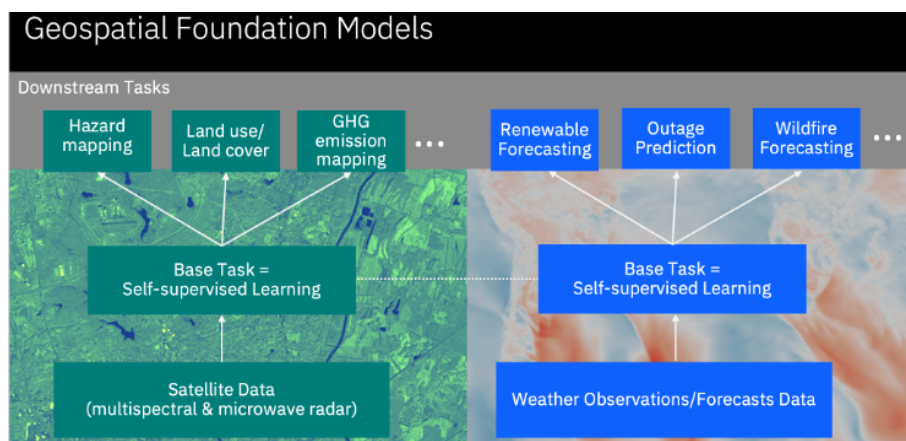 Geospatial Foundation Models
Downstream Tasks
Hazard
mapping
Land use/
Land cover
GHG
emission
mapping
...
Renewable
Forecasting
Outage
Prediction
Wildfire
Forecasting
...
Base Task =
Self-supervised Learning
Base Task =
Self-supervised Learning
Satellite Data
(multispectral & microwave radar)
Weather Observations/Forecasts Data